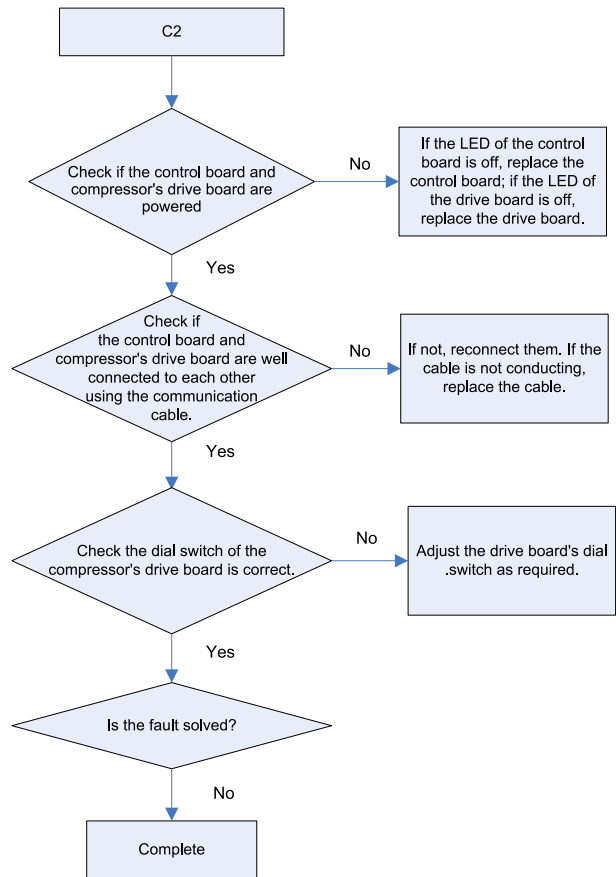 C2
Check if the control board and
compressor's drive board are
powered
No
If the LED of the control
board is off, replace the
control board; if the LED of
the drive board is off,
replace the drive board.
Yes
Check if
the control board and
compressor's drive board are well
connected to each other
using the communication
cable.
No
If not, reconnect them. If the
cable is not conducting,
replace the cable.
Yes
Check the dial switch of the
compressor's drive board is correct.
No
Adjust the drive board's dial
.switch as required.
Yes
Is the fault solved?
No
Complete